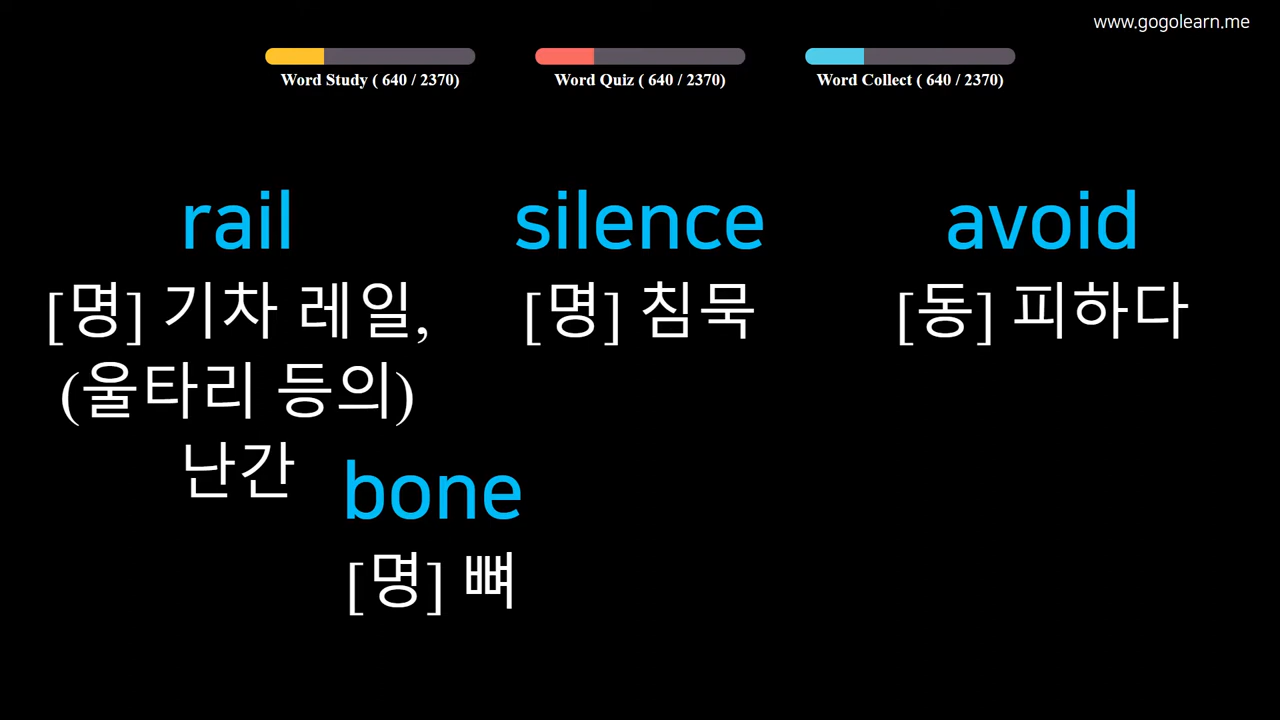 www.gogolearn.me
Word Study ( 640 / 2370)
Word Quiz ( 640 / 2370)
Word Collect ( 640 / 2370)
rail
[명] 기차 레일,
(울타리 등의)
난간
silence
[명] 침묵
avoid
[동] 피하다
bone
[명] 뼈